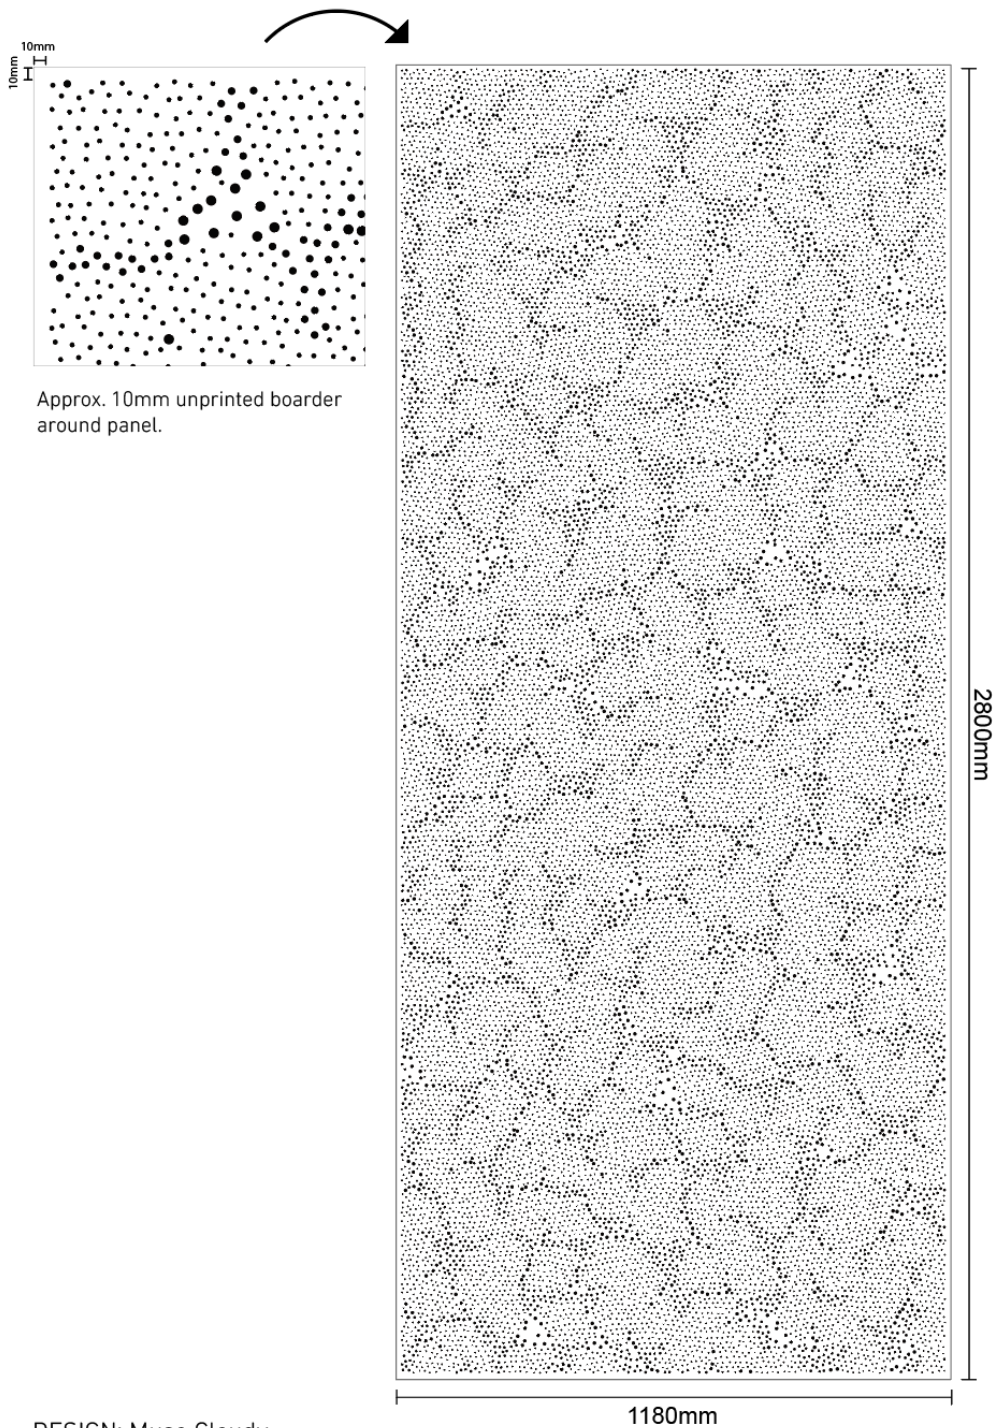 10mm
10mm
Approx. 10mm unprinted boarder
around panel.
2800mm
1180mm
DESIGN: Muse Cloudy